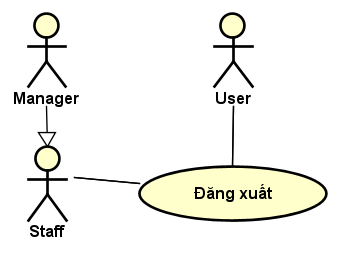 Manager
User
Đăng xuất
Staff